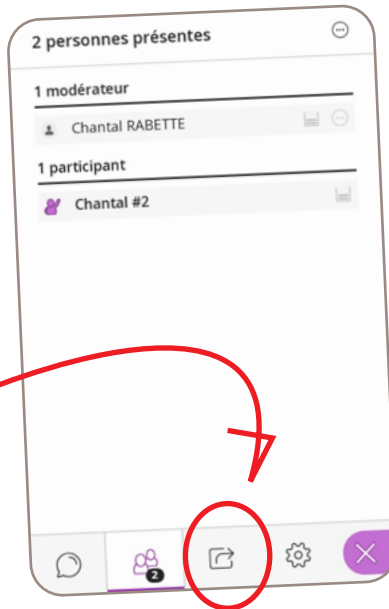 2 personnes présentes
1 modérateur
Chantal RABETTE
1 participant
Chantal #2
2